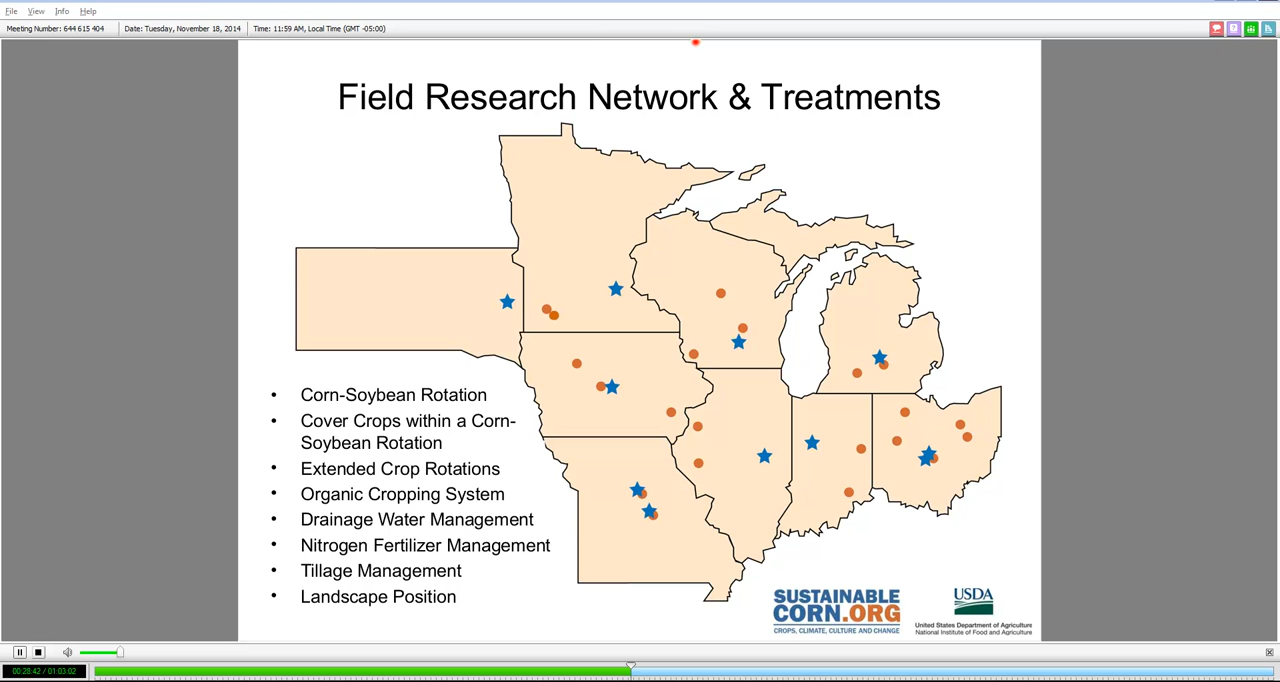 File View Info Help
Meeting Number: 644 615 404 Date: Tuesday, November 18, 2014 Time: 11:59 AM, Local Time (GMT -05:00)
Field Research Network & Treatments
• Corn-Soybean Rotation
• Cover Crops within a Corn-
Soybean Rotation
• Extended Crop Rotations
• Organic Cropping System
• Drainage Water Management
• Nitrogen Fertilizer Management
• Tillage Management
• Landscape Position
SUSTAINABLE
CORN.ORG
CROPS, CLIMATE, CULTURE AND CHANGE
USDA
United States Department of Agriculture
National Institute of Food and Agriculture
00:28:42 / 01:03:02